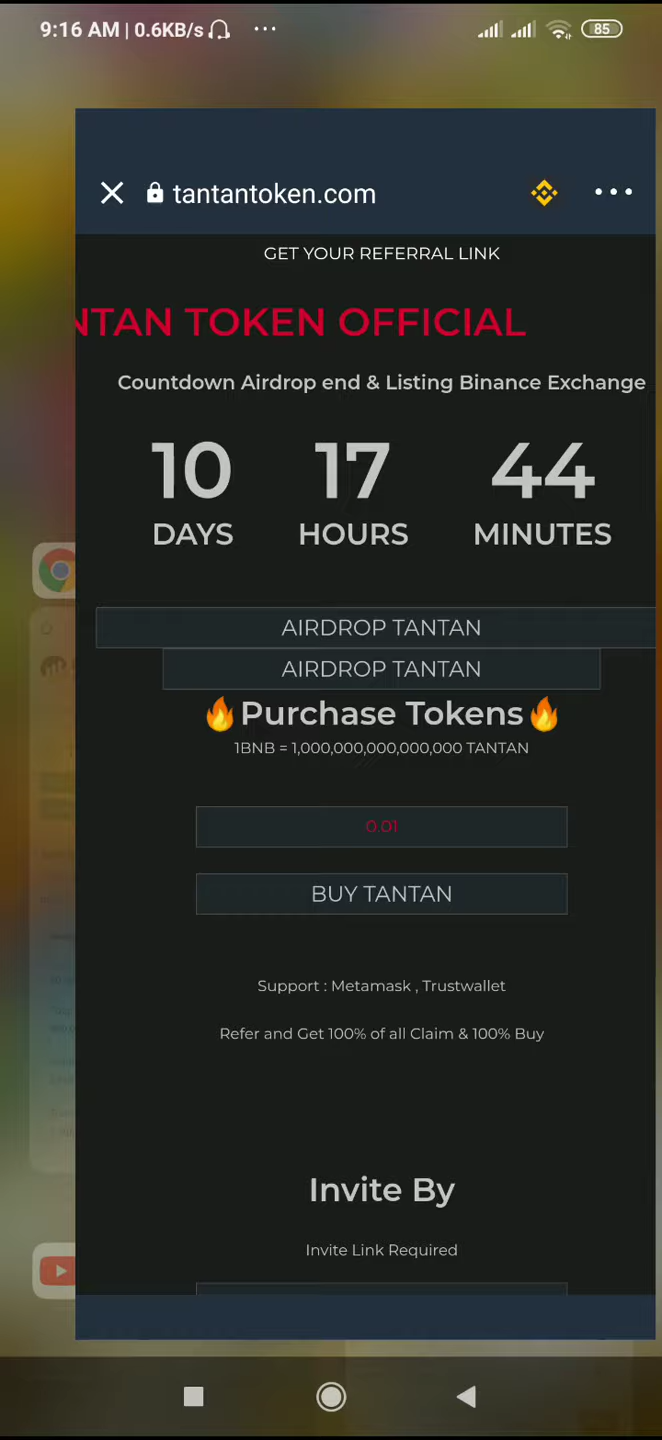 9:16 AM | 0.6KB/s
85
tantantoken.com
GET YOUR REFERRAL LINK
NTAN TOKEN OFFICIAL
Countdown Airdrop end & Listing Binance Exchange
10 17 44
DAYS HOURS MINUTES
AIRDROP TANTAN
AIRDROP TANTAN
🔥Purchase Tokens🔥
1BNB = 1,000,000,000,000,000 TANTAN
0.01
BUY TANTAN
Support : Metamask , Trustwallet
Refer and Get 100% of all Claim & 100% Buy
Invite By
Invite Link Required